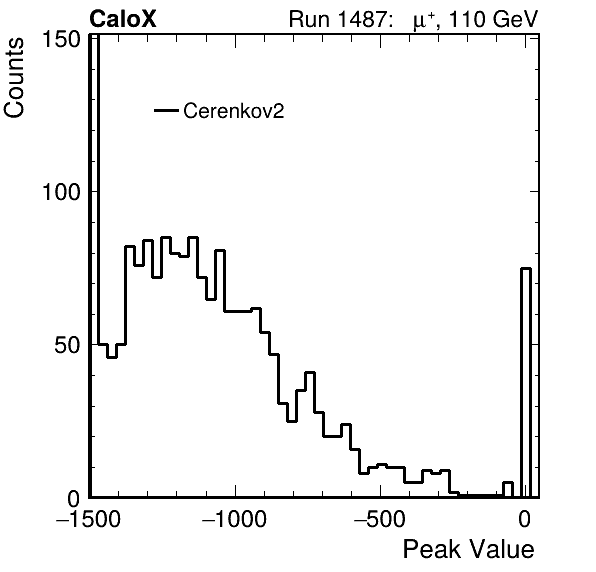 CaloX Run 1487: μ⁺, 110 GeV
Counts
150
Cerenkov2
100
50
0
−1500 −1000 −500 0
Peak Value